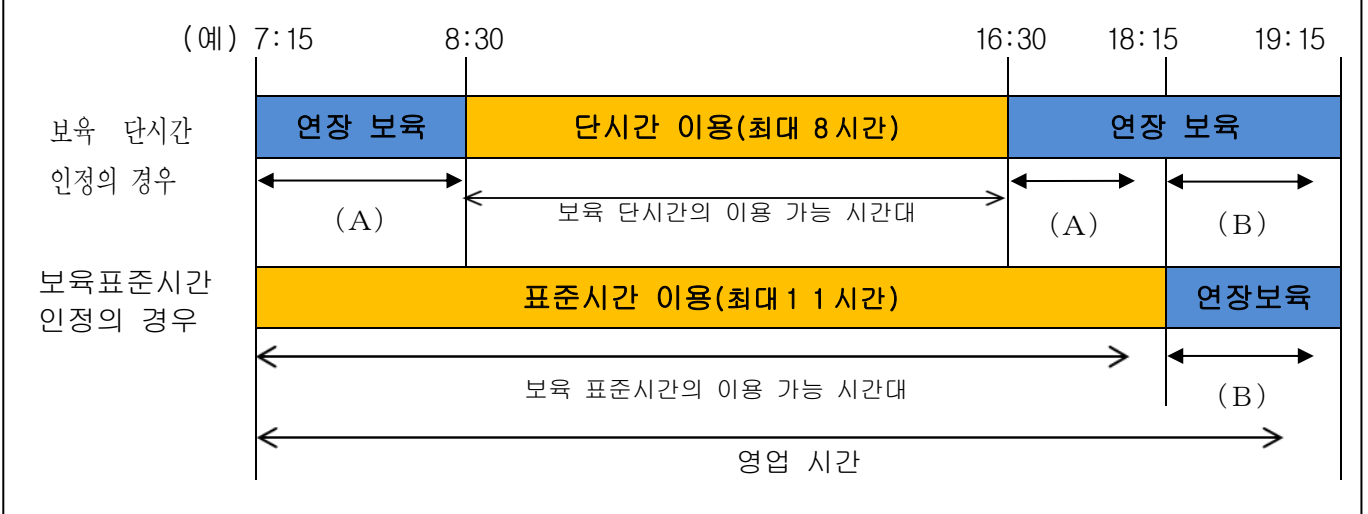 (예) 7:15 8:30 16:30 18:15 19:15
보육 단시간
인정의 경우
연장 보육 단시간 이용(최대 8시간) 연장 보육
(A) 보육 단시간의 이용 가능 시간대 (A) (B)
보육표준시간
인정의 경우
표준시간 이용(최대11시간) 연장보육
보육 표준시간의 이용 가능 시간대 (B)
영업 시간